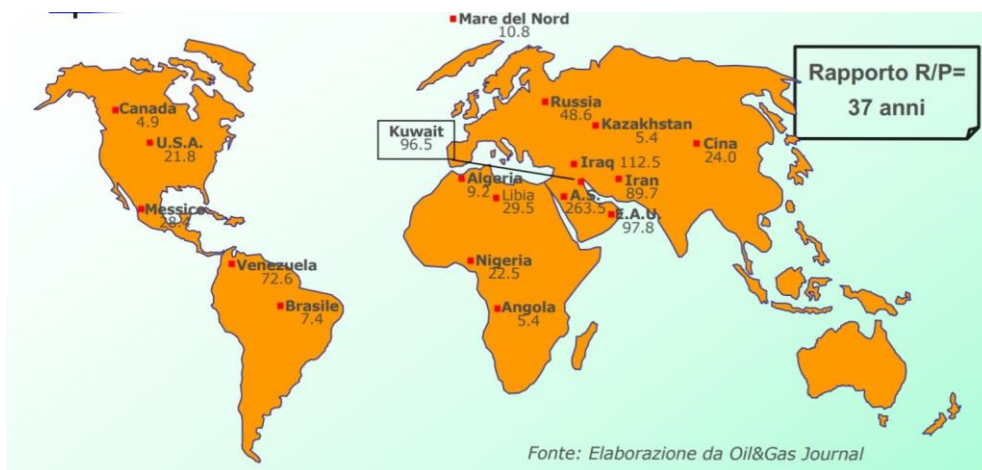 Mare del Nord
10.8
Rapporto R/P=
37 anni
Canada
4.9
U.S.A.
21.8
Messico
28.4
Venezuela
72.6
Brasile
7.4
Kuwait
96.5
Russia
48.6
Kazakhstan
5.4
Cina
24.0
Iraq 112.5
Iran
89.7
Algeria
9.2
Libia
29.5
A.S.
263.5
E.A.U.
97.8
Nigeria
22.5
Angola
5.4
Fonte: Elaborazione da Oil&Gas Journal